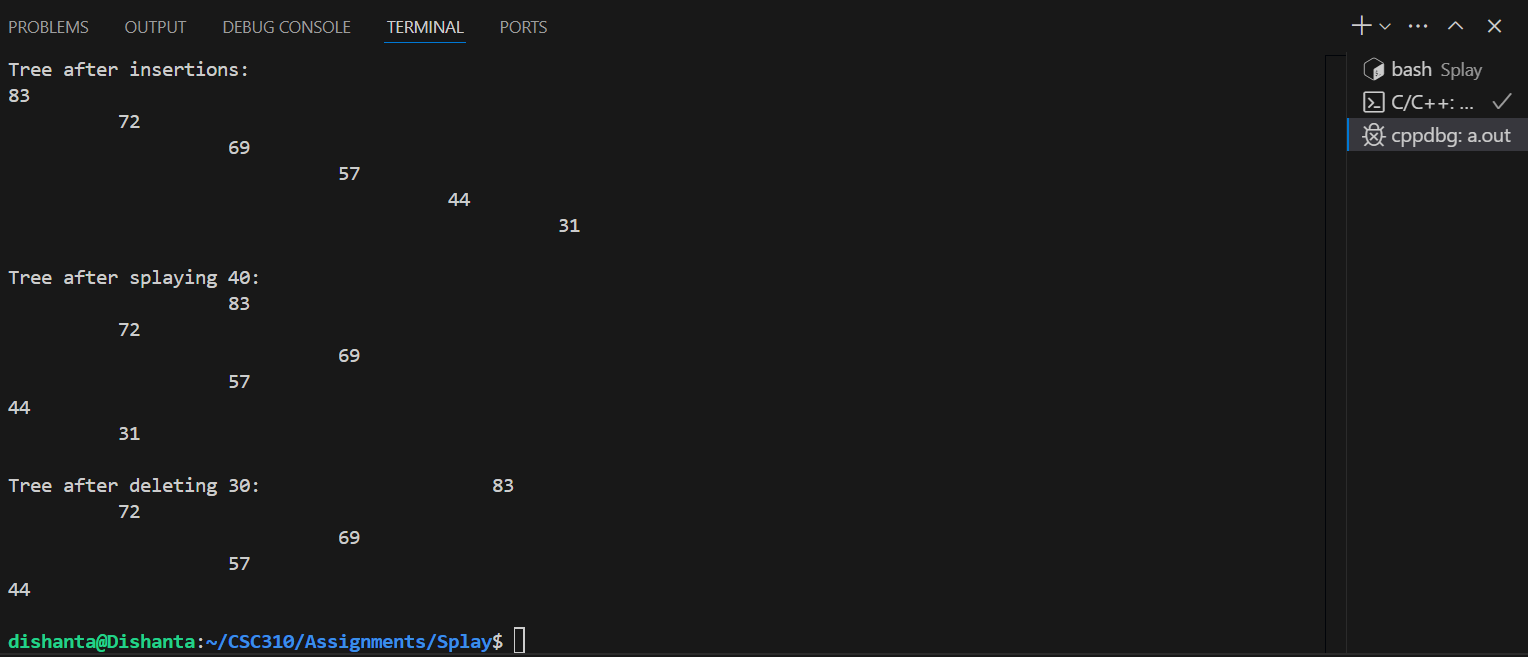 PROBLEMS OUTPUT DEBUG CONSOLE TERMINAL PORTS
Tree after insertions:
83
72
69
57
44
31
Tree after splaying 40:
83
72
69
57
44
31
Tree after deleting 30: 83
72
69
57
44
dishanta@Dishanta:~/CSC310/Assignments/Splay$
bash Splay
C/C++: ...
cppdbg: a.out